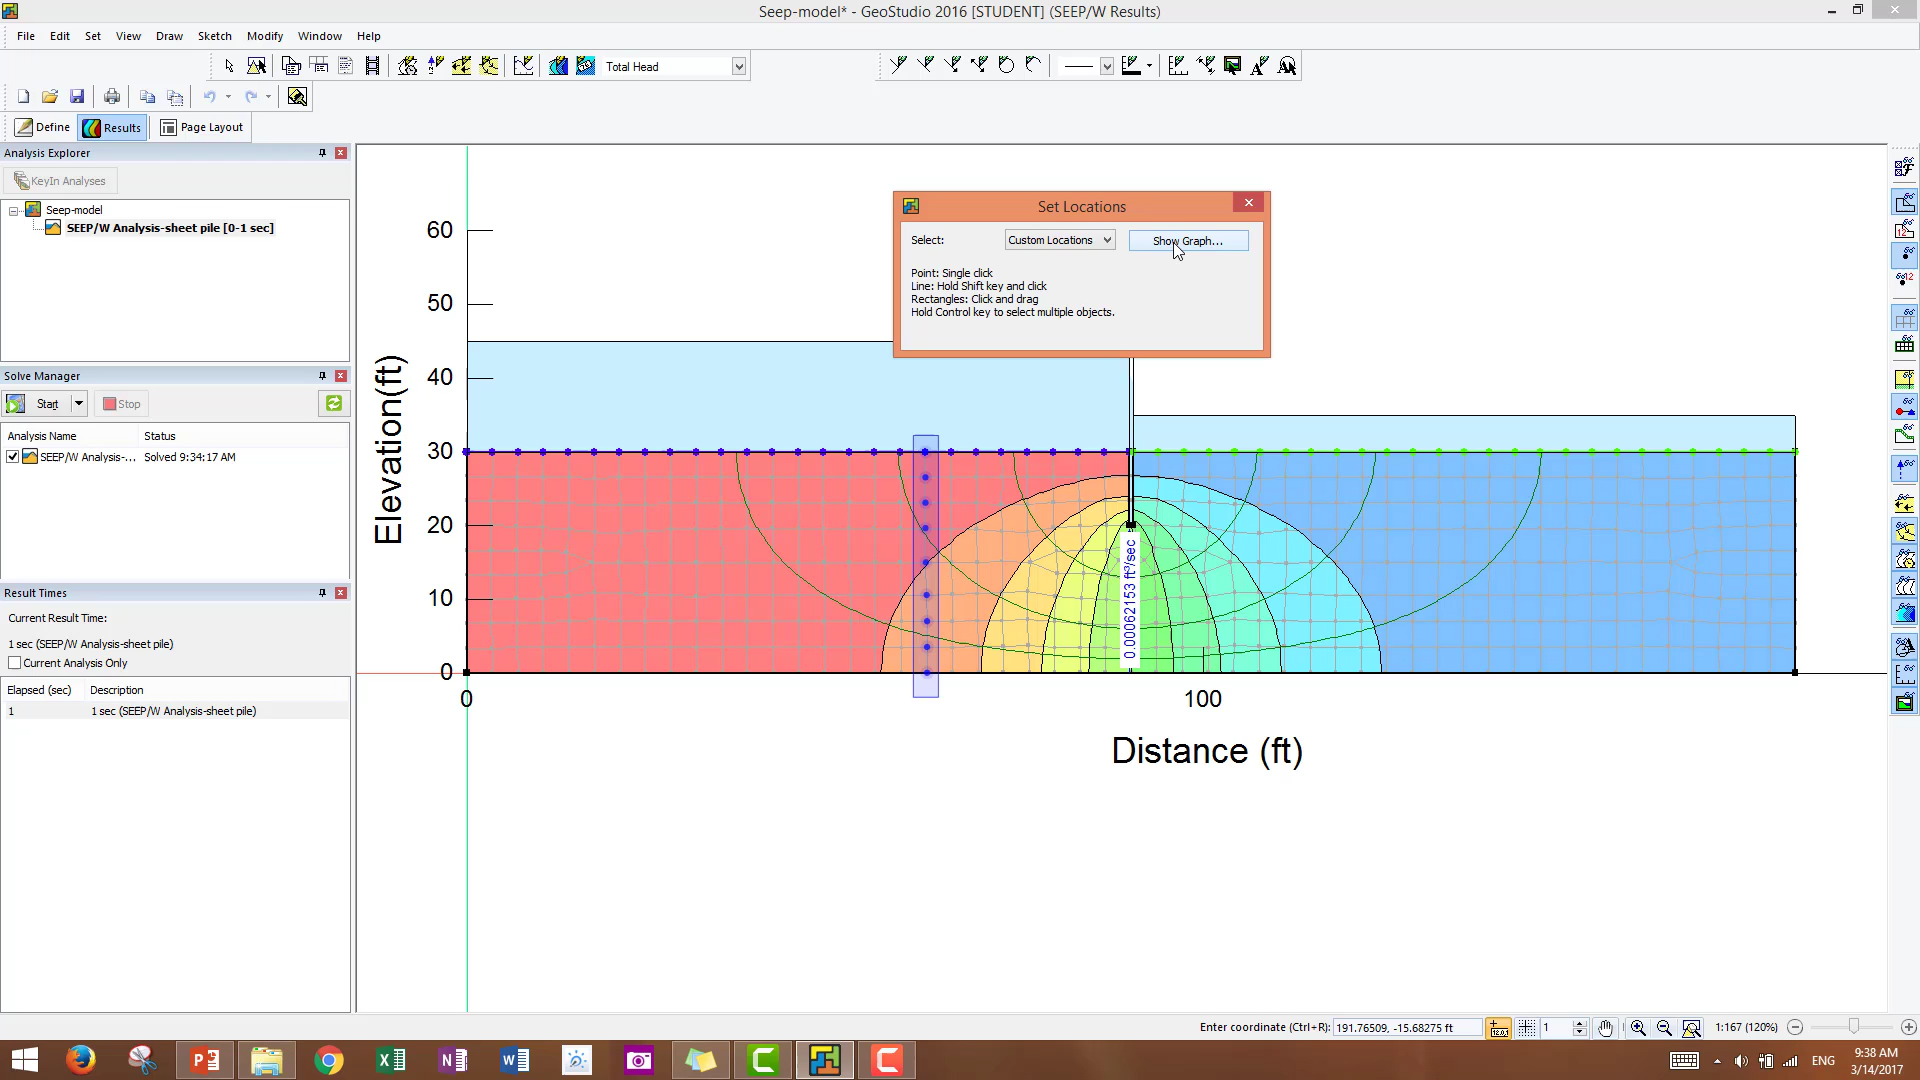 Seep-model* - GeoStudio 2016 [STUDENT] (SEEP/W Results)
File Edit Set View Draw Sketch Modify Window Help
Total Head
Define Results Page Layout
Analysis Explorer
KeyIn Analyses
Seep-model
SEEP/W Analysis-sheet pile [0-1 sec]
Solve Manager
Start Stop
Analysis Name Status
SEEP/W Analysis-... Solved 9:34:17 AM
Result Times
Current Result Time:
1 sec (SEEP/W Analysis-sheet pile)
Current Analysis Only
Elapsed (sec) Description
1 1 sec (SEEP/W Analysis-sheet pile)
Set Locations
Select: Custom Locations Show Graph...
Point: Single click
Line: Hold Shift key and click
Rectangles: Click and drag
Hold Control key to select multiple objects.
60
50
40
30
20
10
0
Elevation(ft)
0.00062153 ft³/sec
0 100
Distance (ft)
Enter coordinate (Ctrl+R): 191.76509, -15.68275 ft 1 1:167 (120%)
ENG
9:38 AM
3/14/2017